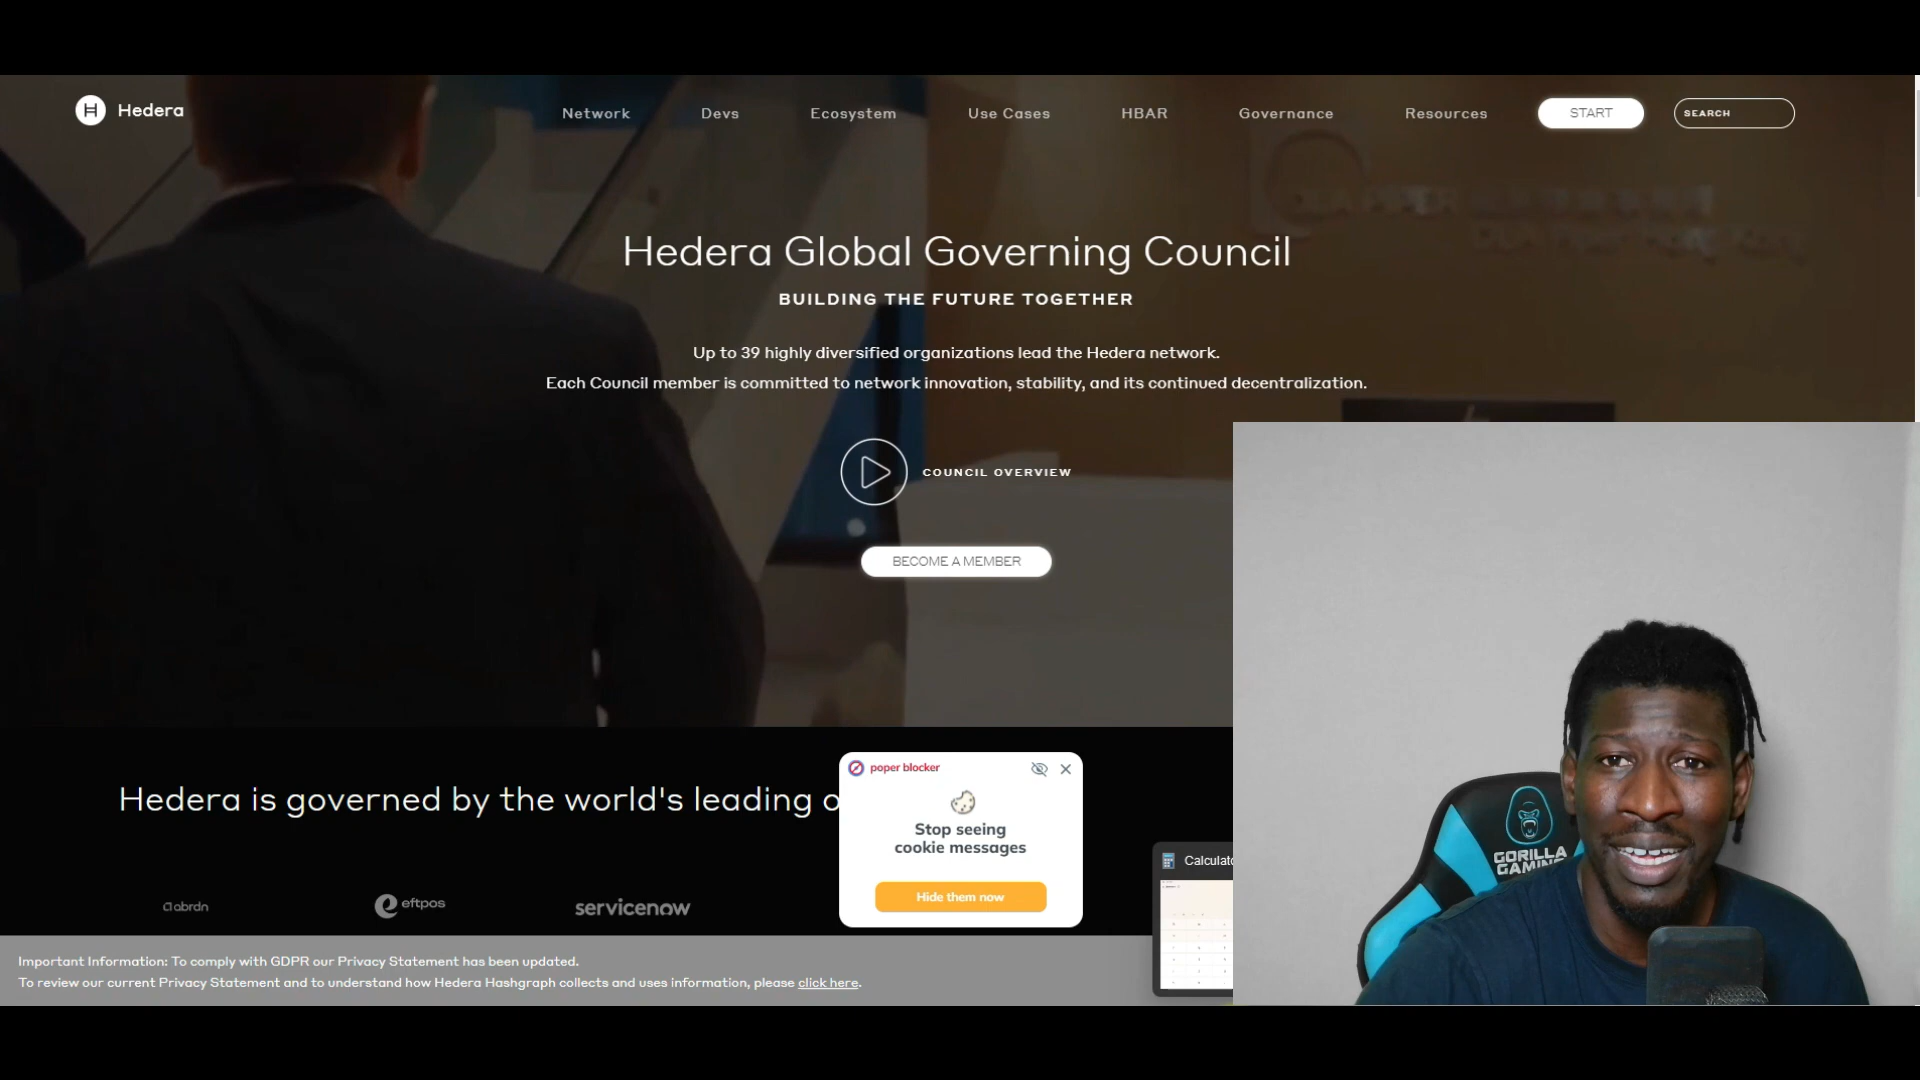 Hedera
Network
Devs
Ecosystem
Use Cases
HBAR
Governance
Resources
START
SEARCH
DLA PIPER
Hedera Global Governing Council
BUILDING THE FUTURE TOGETHER
Up to 39 highly diversified organizations lead the Hedera network.
Each Council member is committed to network innovation, stability, and its continued decentralization.
COUNCIL OVERVIEW
BECOME A MEMBER
Hedera is governed by the world's leading o
poper blocker
Stop seeing
cookie messages
Hide them now
abrdn
eftpos
servicenow
Calculato
GORILLA
GAMING
Important Information: To comply with GDPR our Privacy Statement has been updated.
To review our current Privacy Statement and to understand how Hedera Hashgraph collects and uses information, please click here.